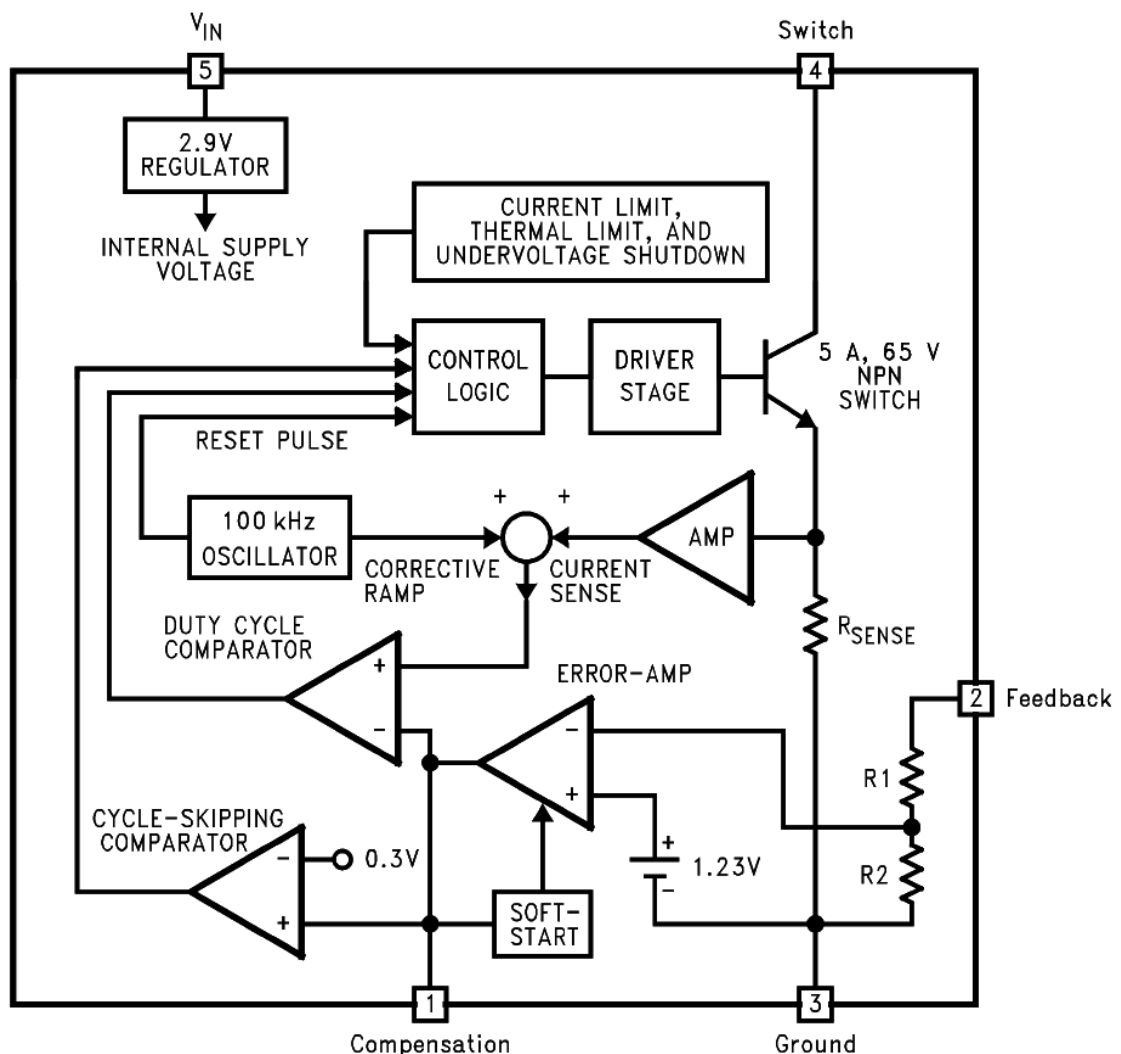 VIN
Switch
5
4
2.9V
REGULATOR
INTERNAL SUPPLY
VOLTAGE
CURRENT LIMIT,
THERMAL LIMIT, AND
UNDERVOLTAGE SHUTDOWN
CONTROL
LOGIC
DRIVER
STAGE
5 A, 65 V
NPN
SWITCH
RESET PULSE
100 kHz
OSCILLATOR
+
+
AMP
CORRECTIVE
RAMP
CURRENT
SENSE
RSENSE
DUTY CYCLE
COMPARATOR
+
-
ERROR-AMP
-
+
2
Feedback
R1
R2
CYCLE-SKIPPING
COMPARATOR
-
0.3V
+
SOFT-
START
+
1.23V
-
1
3
Compensation
Ground